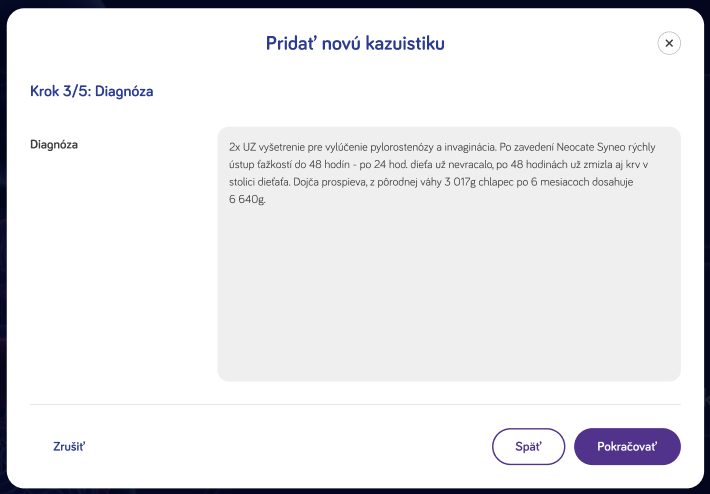 Pridať novú kazuistiku
Krok 3/5: Diagnóza
Diagnóza
2x UZ vyšetrenie pre vylúčenie pylorostenózy a invaginácia. Po zavedení Neocate Syneo rýchly
ústup ťažkostí do 48 hodín - po 24 hod. dieťa už nevracalo, po 48 hodinách už zmizla aj krv v
stolici dieťaťa. Dojča prospieva, z pôrodnej váhy 3 017g chlapec po 6 mesiacoch dosahuje
6 640g.
Zrušiť
Späť
Pokračovať